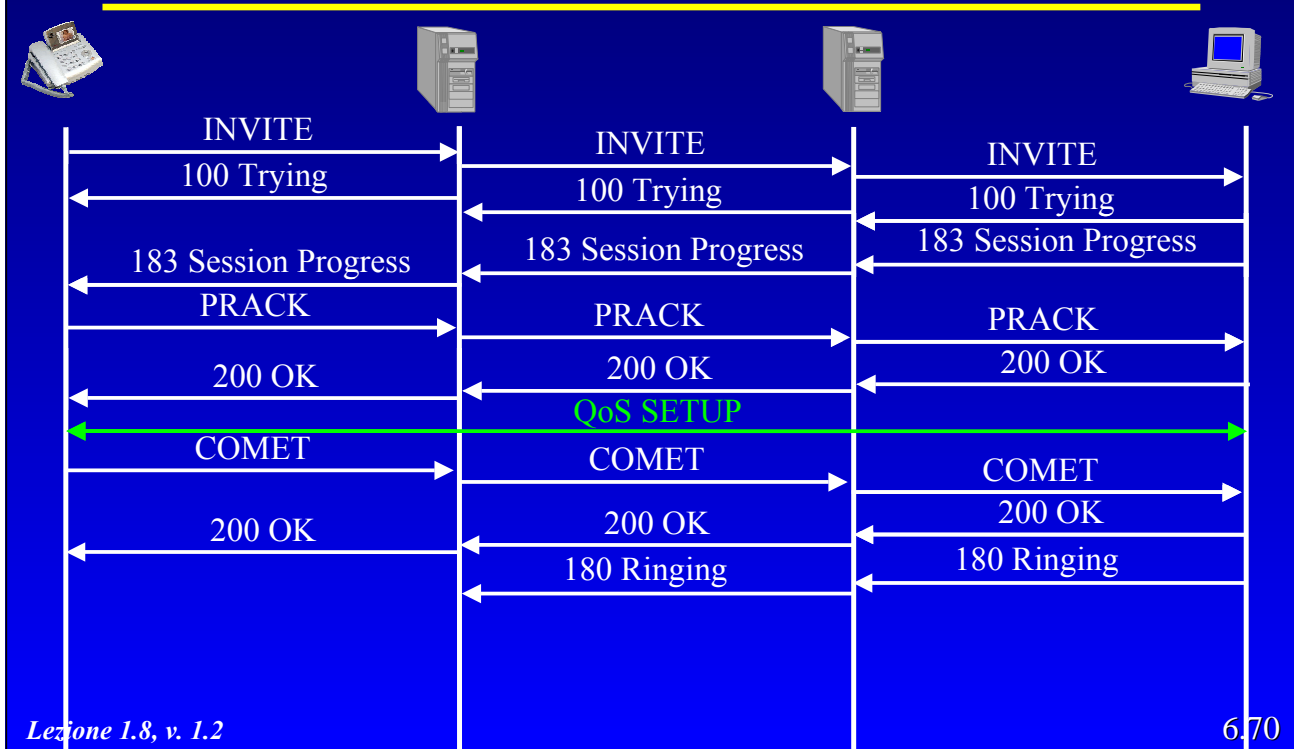 INVITE
INVITE
INVITE
100 Trying
100 Trying
100 Trying
183 Session Progress
183 Session Progress
183 Session Progress
PRACK
PRACK
PRACK
200 OK
200 OK
200 OK
QoS SETUP
COMET
COMET
COMET
200 OK
200 OK
200 OK
180 Ringing
180 Ringing
Lezione 1.8, v. 1.2
6.70